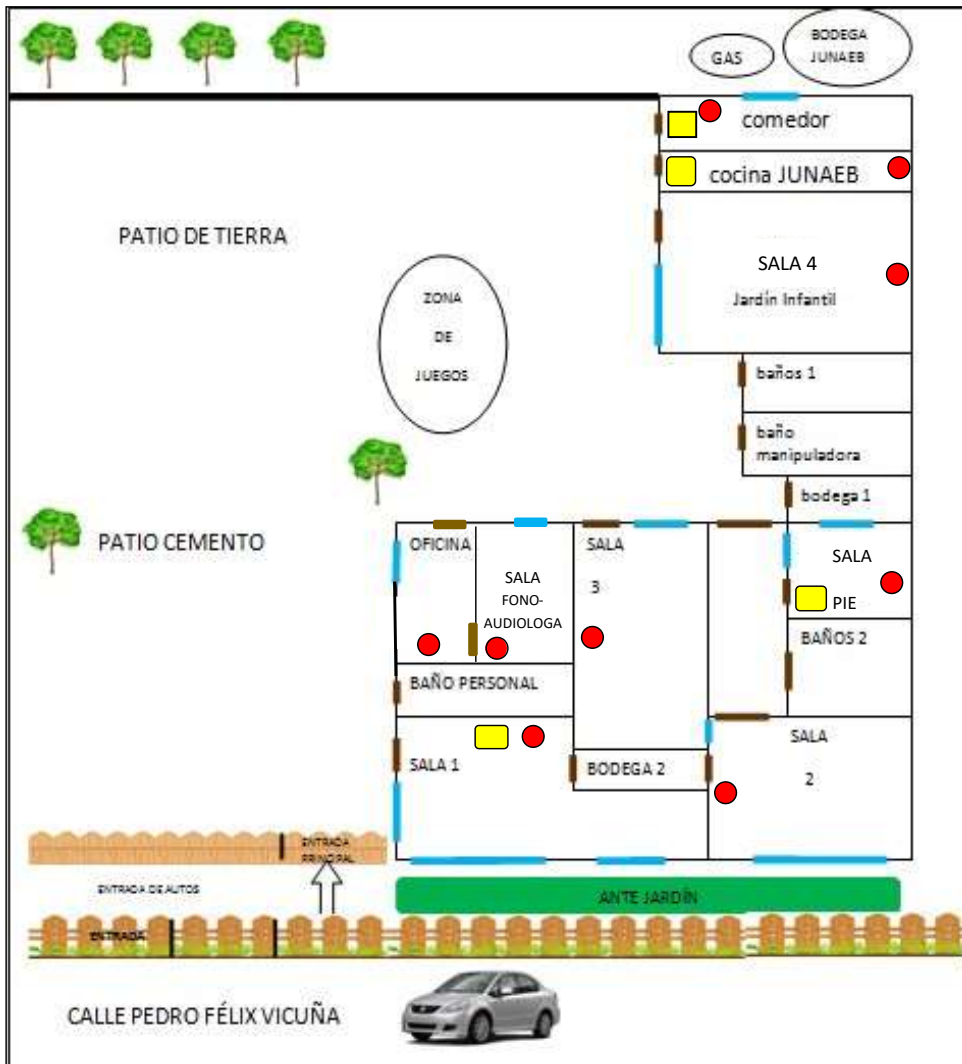 BODEGA
JUNAEB
GAS
comedor
cocina JUNAEB
PATIO DE TIERRA
SALA 4
Jardín Infantil
ZONA
DE
JUEGOS
baños 1
baño
manipuladora
bodega 1
PATIO CEMENTO
OFICINA
SALA
FONO-
AUDIOLOGA
SALA
3
SALA
PIE
BAÑOS 2
BAÑO PERSONAL
SALA 1
BODEGA 2
SALA
2
ENTRADA
PRINCIPAL
ENTRADA DE AUTOS
ANTE JARDÍN
ENTRADA
CALLE PEDRO FÉLIX VICUÑA